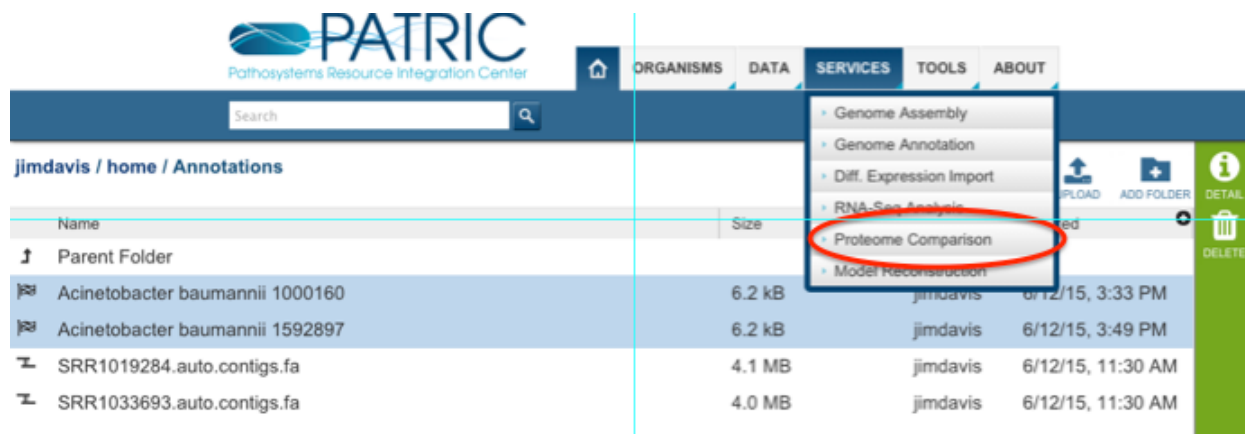 PATRIC
Pathosystems Resource Integration Center
ORGANISMS DATA SERVICES TOOLS ABOUT
Search
Genome Assembly
Genome Annotation
jimdavis / home / Annotations
Diff. Expression Import
UPLOAD ADD FOLDER DETAIL
RNA-Seq Analysis
Name Size
Proteome Comparison
DELETE
Parent Folder
Model Reconstruction
Acinetobacter baumannii 1000160 6.2 kB jimdavis 6/12/15, 3:33 PM
Acinetobacter baumannii 1592897 6.2 kB jimdavis 6/12/15, 3:49 PM
SRR1019284.auto.contigs.fa 4.1 MB jimdavis 6/12/15, 11:30 AM
SRR1033693.auto.contigs.fa 4.0 MB jimdavis 6/12/15, 11:30 AM